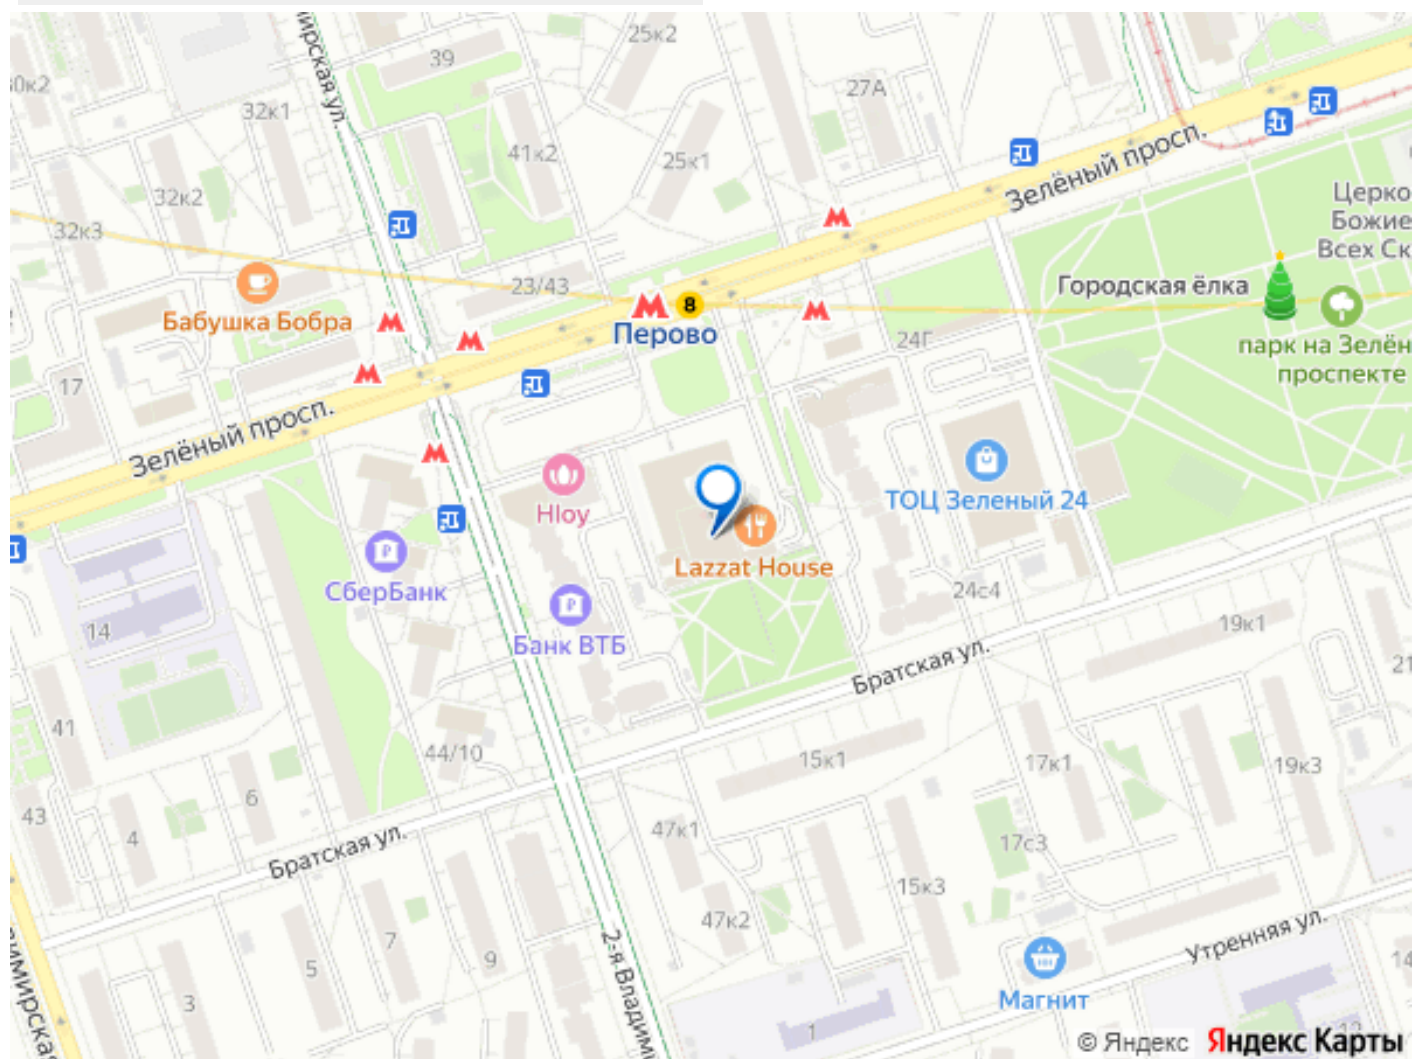 25к2
39
27А
32к1
41к2
25к1
Зелёный просп.
32к2
32к3
Церко
Божие
Всех Ск
Городская ёлка
23/43
8
Перово
Бабушка Бобра
24Г
парк на Зелён
проспекте
17
Зелёный просп.
ТОЦ Зеленый 24
Hloy
Lazzat House
СберБанк
24с4
14
Банк ВТБ
19к1
Братская ул.
21
41
44/10
15к1
17к1
19к3
6
43
4
47к1
Братская ул.
17с3
15к3
47к2
7
9
5
2-я Владими
Утренняя ул.
14
3
Магнит
1
© Яндекс Яндекс Карты